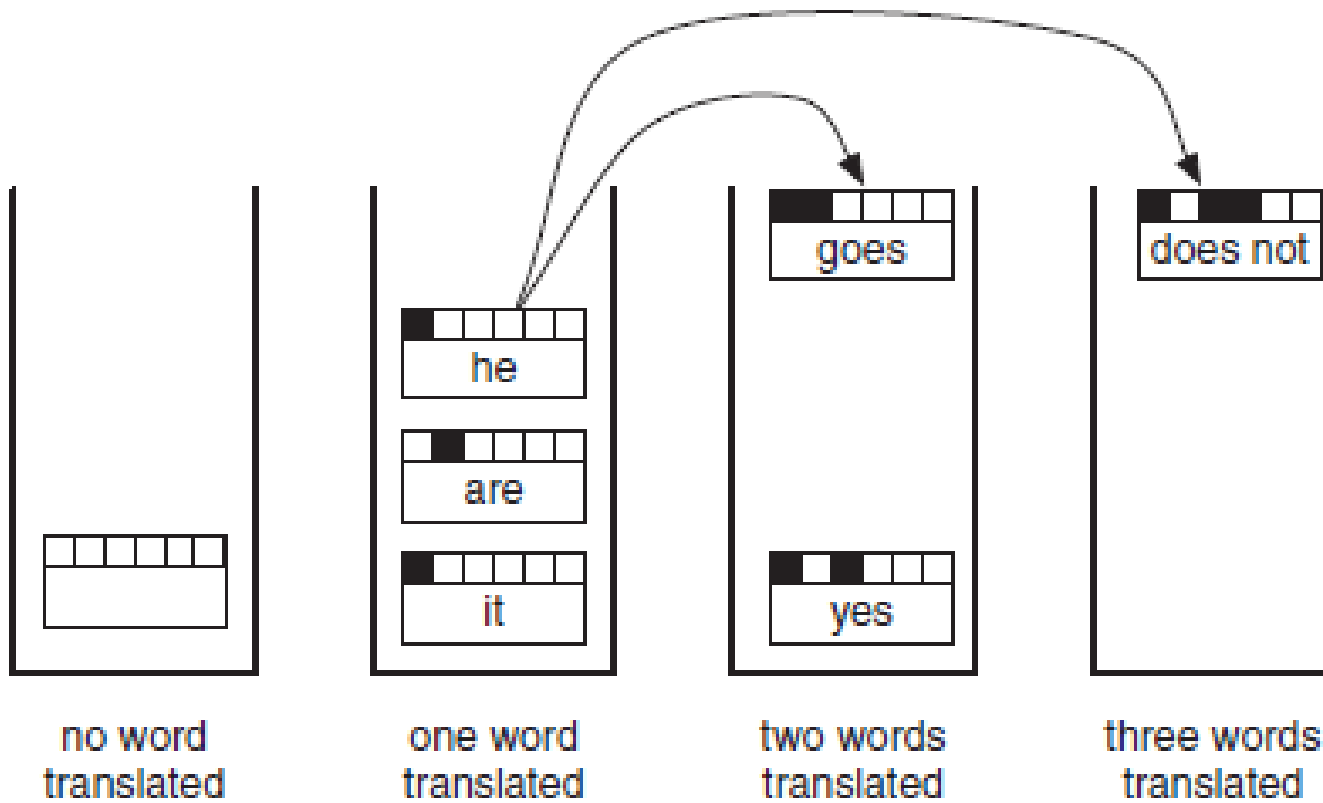 goes
does not
he
are
it
yes
no word
translated
one word
translated
two words
translated
three words
translated